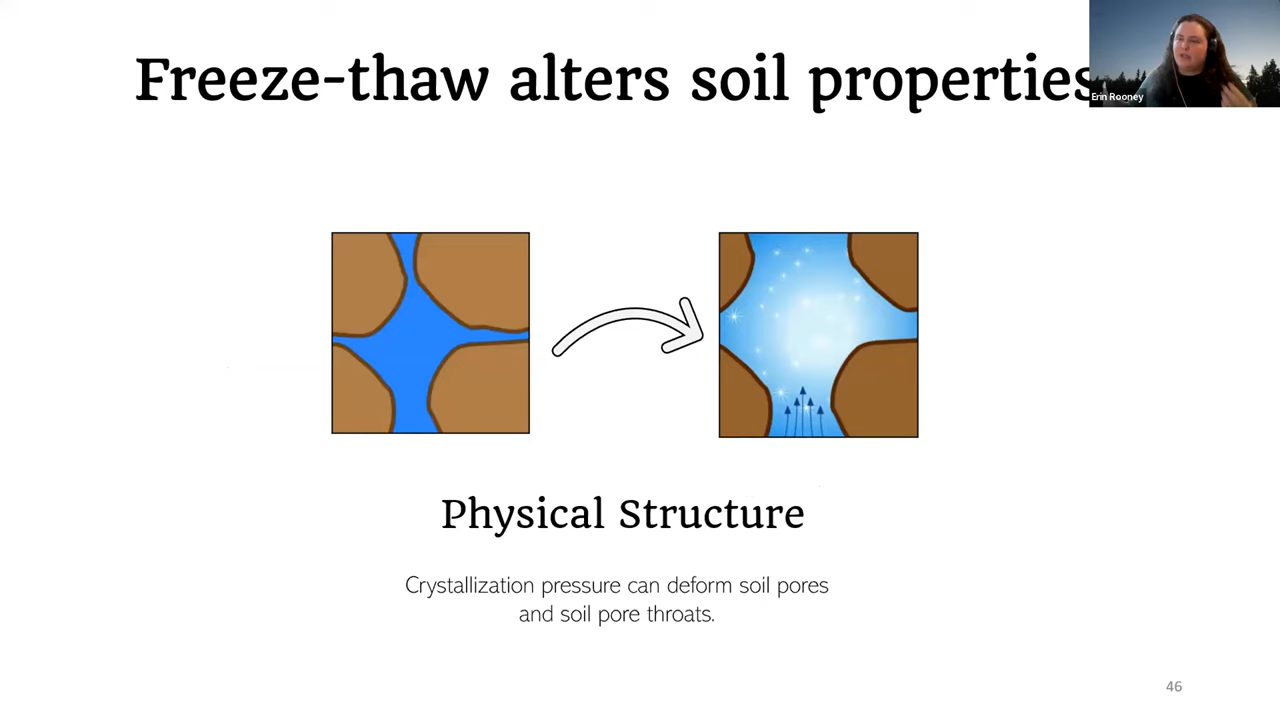 Freeze-thaw alters soil properties
Erin Rooney
Physical Structure
Crystallization pressure can deform soil pores
and soil pore throats.
46